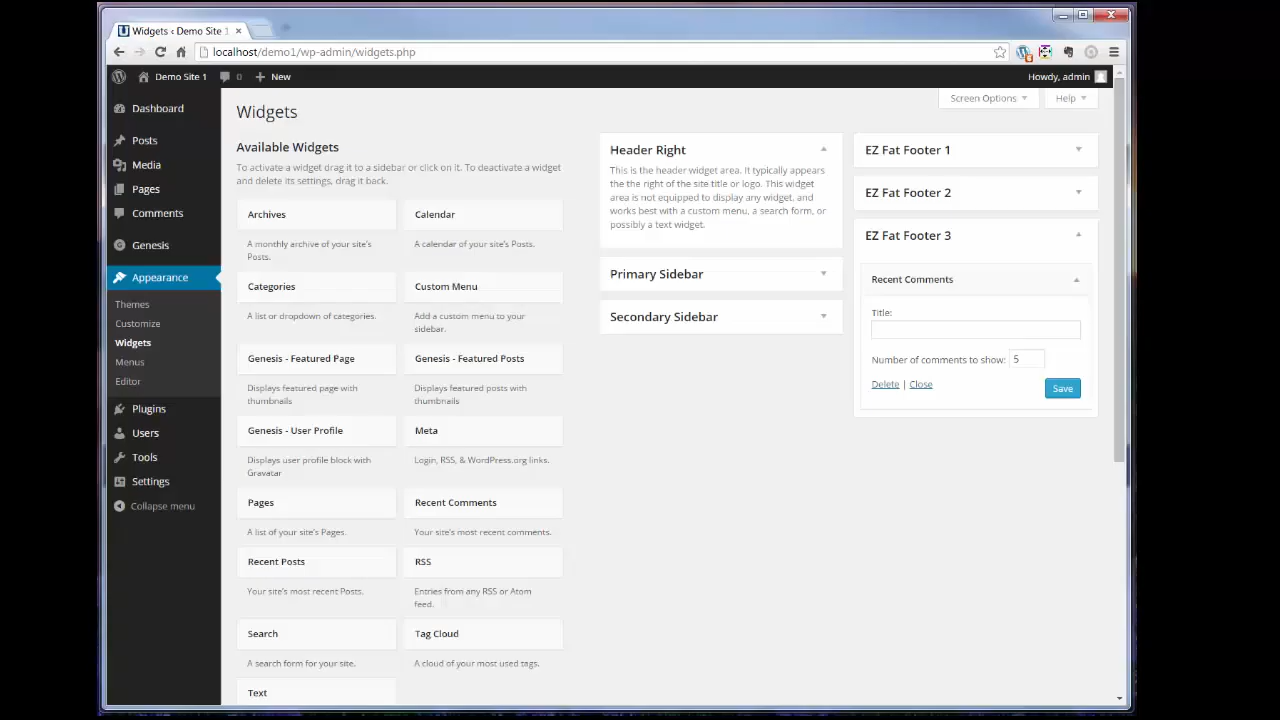 Widgets ‹ Demo Site 1
localhost/demo1/wp-admin/widgets.php
Demo Site 1
0
New
Howdy, admin
Dashboard
Posts
Media
Pages
Comments
Genesis
Appearance
Themes
Customize
Widgets
Menus
Editor
Plugins
Users
Tools
Settings
Collapse menu
Screen Options
Help
Widgets
Available Widgets
To activate a widget drag it to a sidebar or click on it. To deactivate a widget
and delete its settings, drag it back.
Archives
A monthly archive of your site's
Posts.
Calendar
A calendar of your site's Posts.
Categories
A list or dropdown of categories.
Custom Menu
Add a custom menu to your
sidebar.
Genesis - Featured Page
Displays featured page with
thumbnails
Genesis - Featured Posts
Displays featured posts with
thumbnails
Genesis - User Profile
Displays user profile block with
Gravatar
Meta
Login, RSS, & WordPress.org links.
Pages
A list of your site's Pages.
Recent Comments
Your site's most recent comments.
Recent Posts
Your site's most recent Posts.
RSS
Entries from any RSS or Atom
feed.
Search
A search form for your site.
Tag Cloud
A cloud of your most used tags.
Text
Header Right
This is the header widget area. It typically appears
the the right of the site title or logo. This widget
area is not equipped to display any widget, and
works best with a custom menu, a search form, or
possibly a text widget.
Primary Sidebar
Secondary Sidebar
EZ Fat Footer 1
EZ Fat Footer 2
EZ Fat Footer 3
Recent Comments
Title:
Number of comments to show: 5
Delete | Close
Save